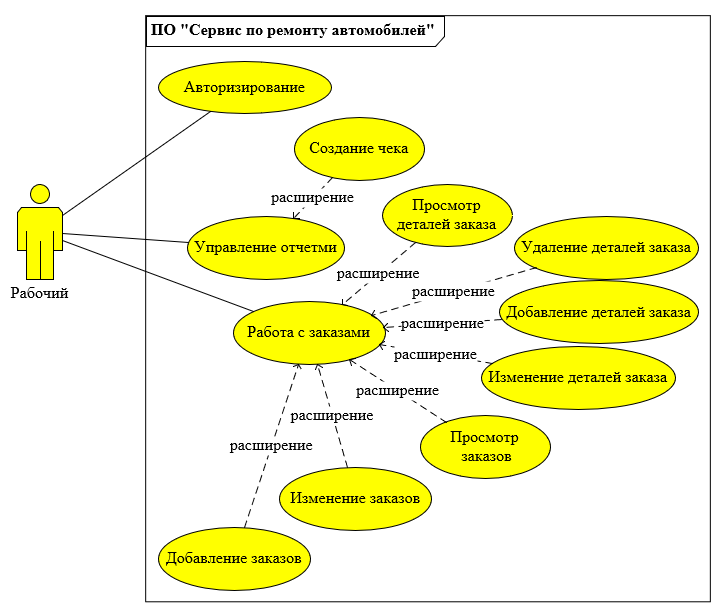 ПО "Сервис по ремонту автомобилей"
Авторизирование
Создание чека
расширение
Просмотр
деталей заказа
Управление отчетми
Удаление деталей заказа
расширение
расширение
Рабочий
Добавление деталей заказа
расширение
Работа с заказами
расширение
Изменение деталей заказа
расширение
расширение
Просмотр
заказов
расширение
Изменение заказов
Добавление заказов